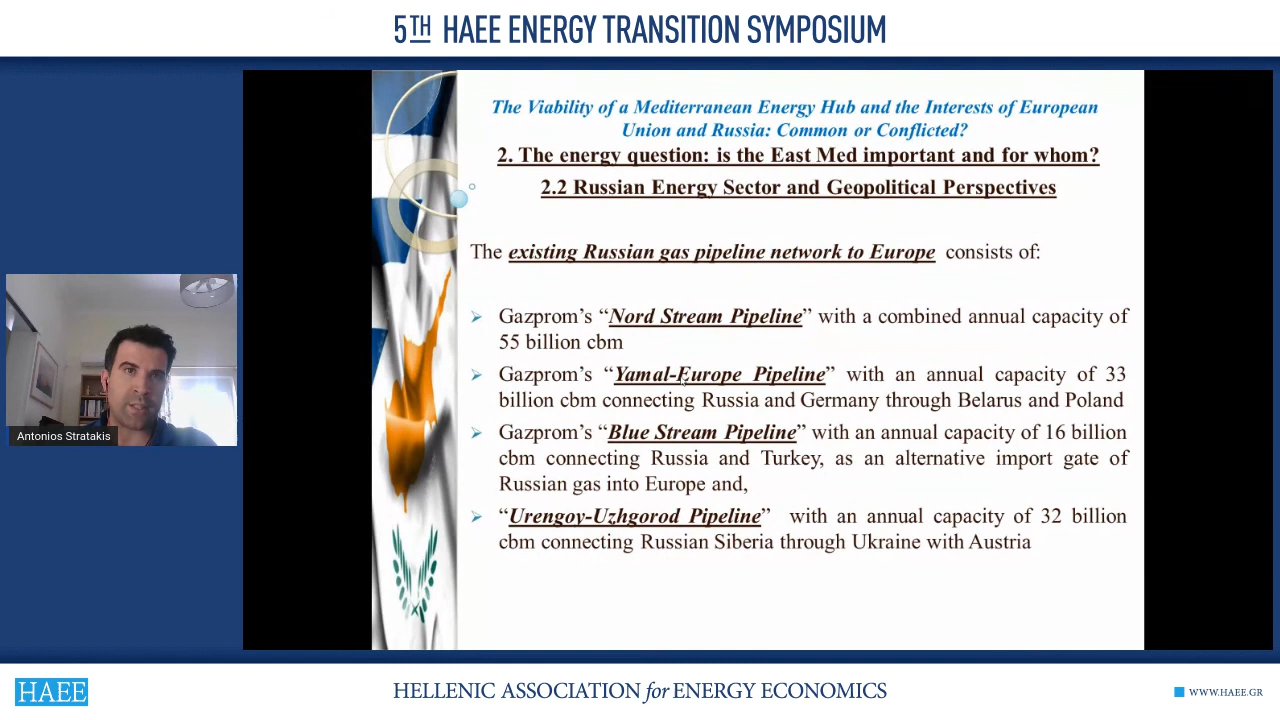 5TH HAEE ENERGY TRANSITION SYMPOSIUM
The Viability of a Mediterranean Energy Hub and the Interests of European
Union and Russia: Common or Conflicted?
2. The energy question: is the East Med important and for whom?
2.2 Russian Energy Sector and Geopolitical Perspectives
The existing Russian gas pipeline network to Europe consists of:
Gazprom’s “Nord Stream Pipeline” with a combined annual capacity of
55 billion cbm
Gazprom’s “Yamal-Europe Pipeline” with an annual capacity of 33
billion cbm connecting Russia and Germany through Belarus and Poland
Gazprom’s “Blue Stream Pipeline” with an annual capacity of 16 billion
cbm connecting Russia and Turkey, as an alternative import gate of
Russian gas into Europe and,
“Urengoy-Uzhgorod Pipeline” with an annual capacity of 32 billion
cbm connecting Russian Siberia through Ukraine with Austria
Antonios Stratakis
HAEE
HELLENIC ASSOCIATION for ENERGY ECONOMICS
WWW.HAEE.GR